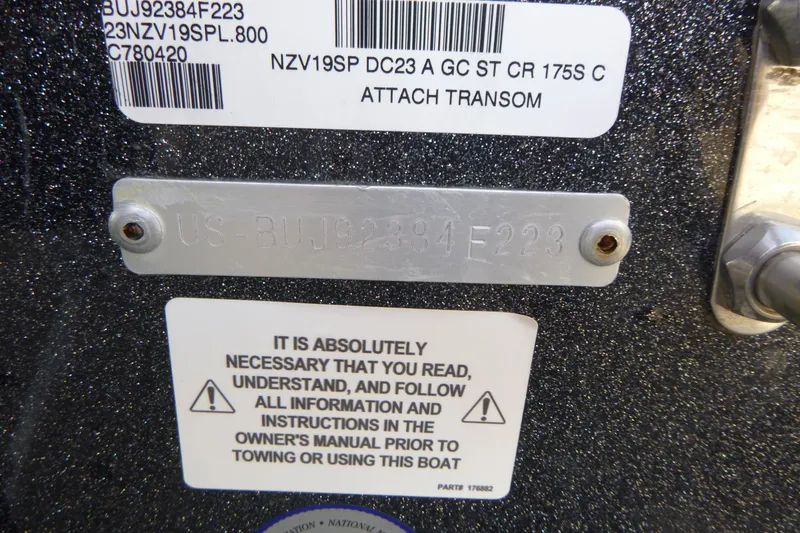 BUJ92384F223
23NZV19SPL.800
C780420
NZV19SP DC23 A GC ST CR 175S C
ATTACH TRANSOM
US-BUJ92384F223
IT IS ABSOLUTELY
NECESSARY THAT YOU READ,
UNDERSTAND, AND FOLLOW
ALL INFORMATION AND
INSTRUCTIONS IN THE
OWNER'S MANUAL PRIOR TO
TOWING OR USING THIS BOAT
PART# 176882
NATIONAL